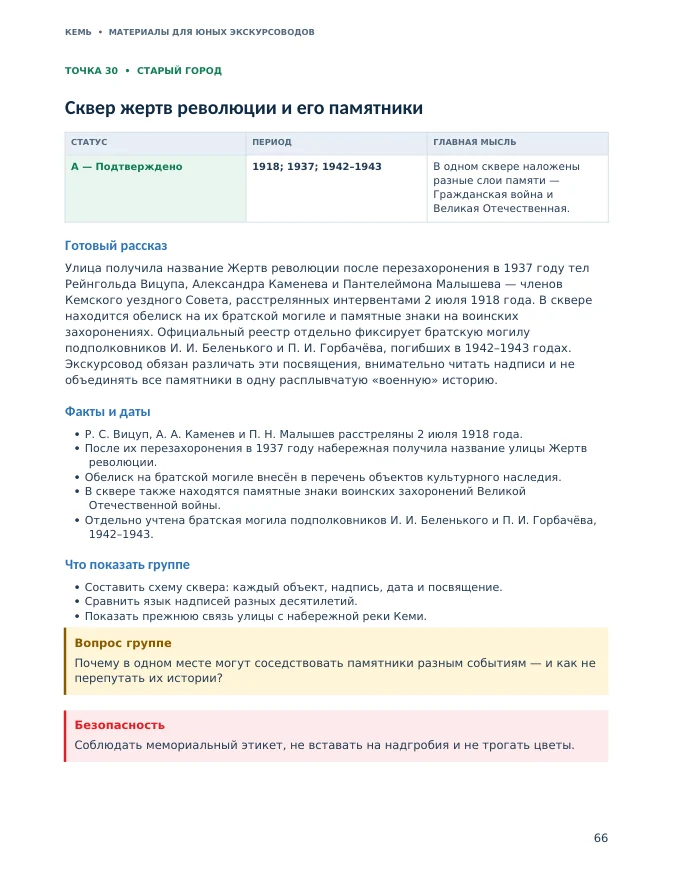 КЕМЬ • МАТЕРИАЛЫ ДЛЯ ЮНЫХ ЭКСКУРСОВОДОВ
ТОЧКА 30 • СТАРЫЙ ГОРОД
Сквер жертв революции и его памятники
СТАТУС
ПЕРИОД
ГЛАВНАЯ МЫСЛЬ
А — Подтверждено
1918; 1937; 1942–1943
В одном сквере наложены
разные слои памяти —
Гражданская война и
Великая Отечественная.
Готовый рассказ
Улица получила название Жертв революции после перезахоронения в 1937 году тел
Рейнгольда Вицупа, Александра Каменева и Пантелеймона Малышева — членов
Кемского уездного Совета, расстрелянных интервентами 2 июля 1918 года. В сквере
находится обелиск на их братской могиле и памятные знаки на воинских
захоронениях. Официальный реестр отдельно фиксирует братскую могилу
подполковников И. И. Беленького и П. И. Горбачёва, погибших в 1942–1943 годах.
Экскурсовод обязан различать эти посвящения, внимательно читать надписи и не
объединять все памятники в одну расплывчатую «военную» историю.
Факты и даты
• Р. С. Вицуп, А. А. Каменев и П. Н. Малышев расстреляны 2 июля 1918 года.
• После их перезахоронения в 1937 году набережная получила название улицы Жертв
революции.
• Обелиск на братской могиле внесён в перечень объектов культурного наследия.
• В сквере также находятся памятные знаки воинских захоронений Великой
Отечественной войны.
• Отдельно учтена братская могила подполковников И. И. Беленького и П. И. Горбачёва,
1942–1943.
Что показать группе
• Составить схему сквера: каждый объект, надпись, дата и посвящение.
• Сравнить язык надписей разных десятилетий.
• Показать прежнюю связь улицы с набережной реки Кеми.
Вопрос группе
Почему в одном месте могут соседствовать памятники разным событиям — и как не
перепутать их истории?
Безопасность
Соблюдать мемориальный этикет, не вставать на надгробия и не трогать цветы.
66